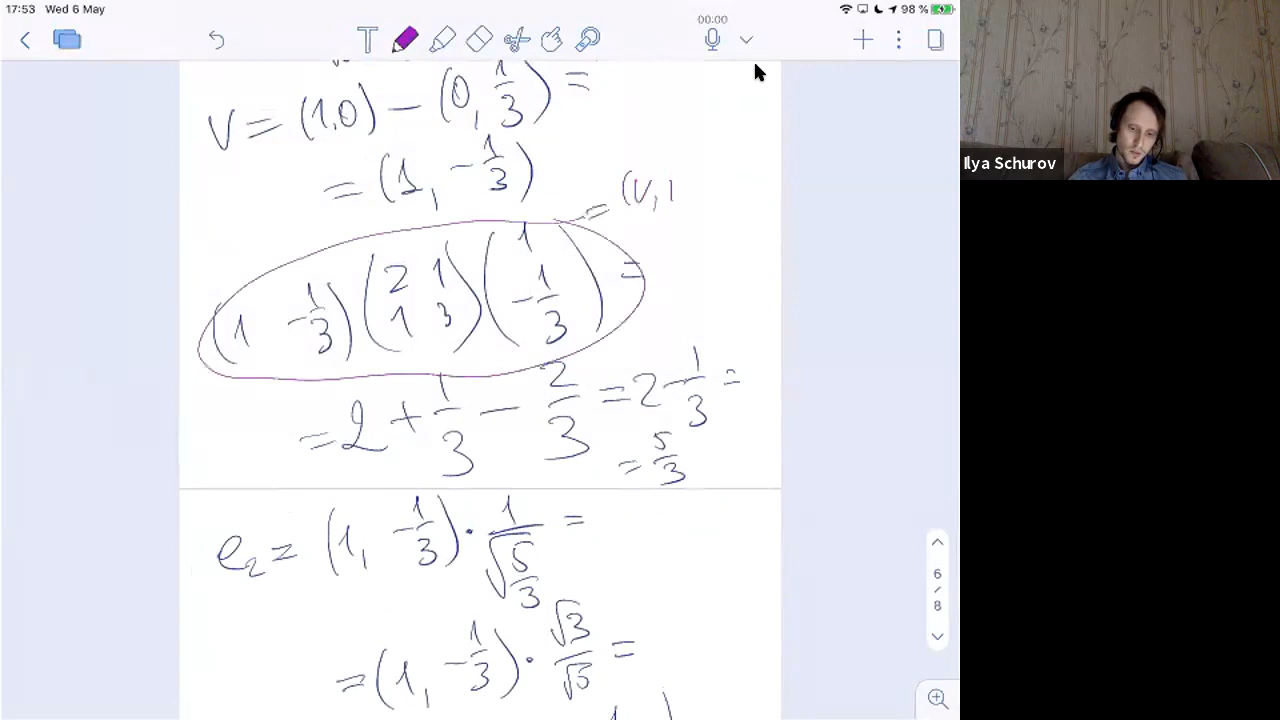 17:53 Wed 6 May
98 %
00:00
V = (1,0) − (0, 1/3) =
= (1, −1/3)
= (V,
(1 −1/3) (2 1 1 3) (1 −1/3) =
= 2 + 1/3 − 2/3 = 2 − 1/3 =
= 5/3
e₂ = (1, −1/3) · 1/√(5/3) =
= (1, −1/3) · √3/√5 =
6 / 8
Ilya Schurov